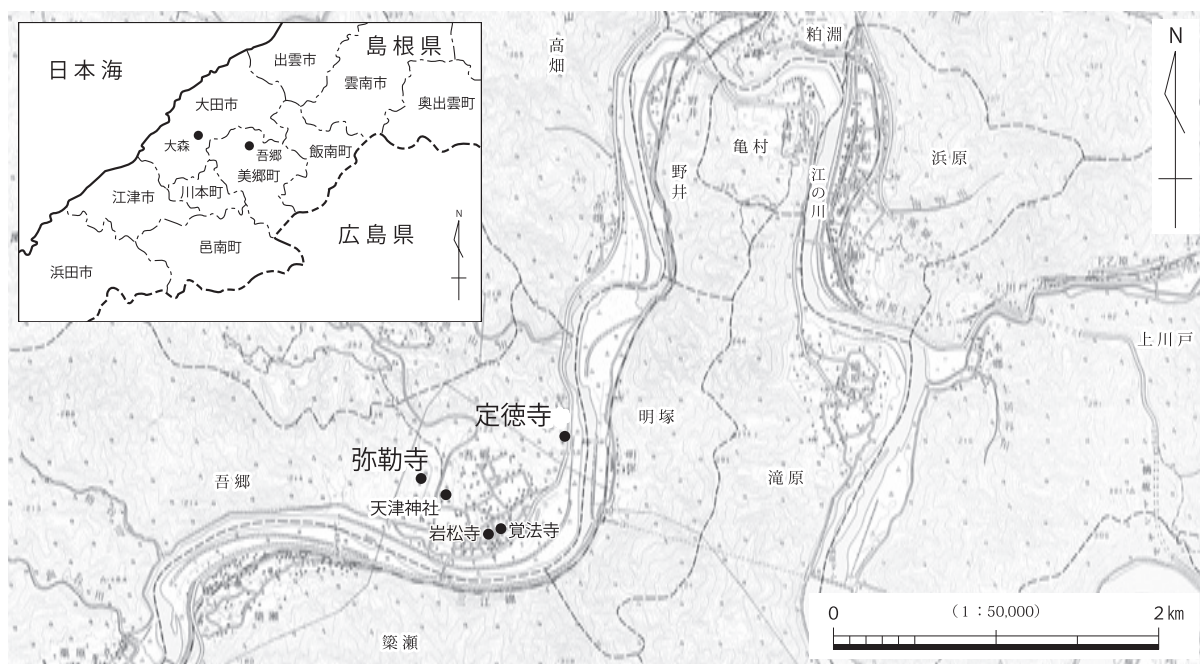 日本海
島根県
出雲市
雲南市
奥出雲町
大田市
大森
吾郷
飯南町
美郷町
川本町
江津市
邑南町
広島県
浜田市
N
高畑
粕淵
N
亀村
野井
江の川
浜原
上川戸
定徳寺
明塚
弥勒寺
吾郷
天津神社
滝原
岩松寺
覚法寺
簗瀬
0
（1：50,000）
2㎞